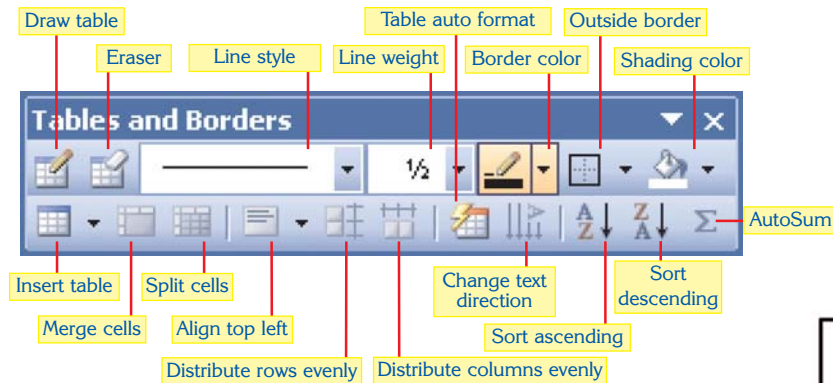 Draw table
Table auto format
Outside border
Eraser
Line style
Line weight
Border color
Shading color
Tables and Borders
½
A
Z
Z
A
Σ
AutoSum
Insert table
Split cells
Change text
direction
Sort
descending
Merge cells
Align top left
Sort ascending
Distribute rows evenly
Distribute columns evenly